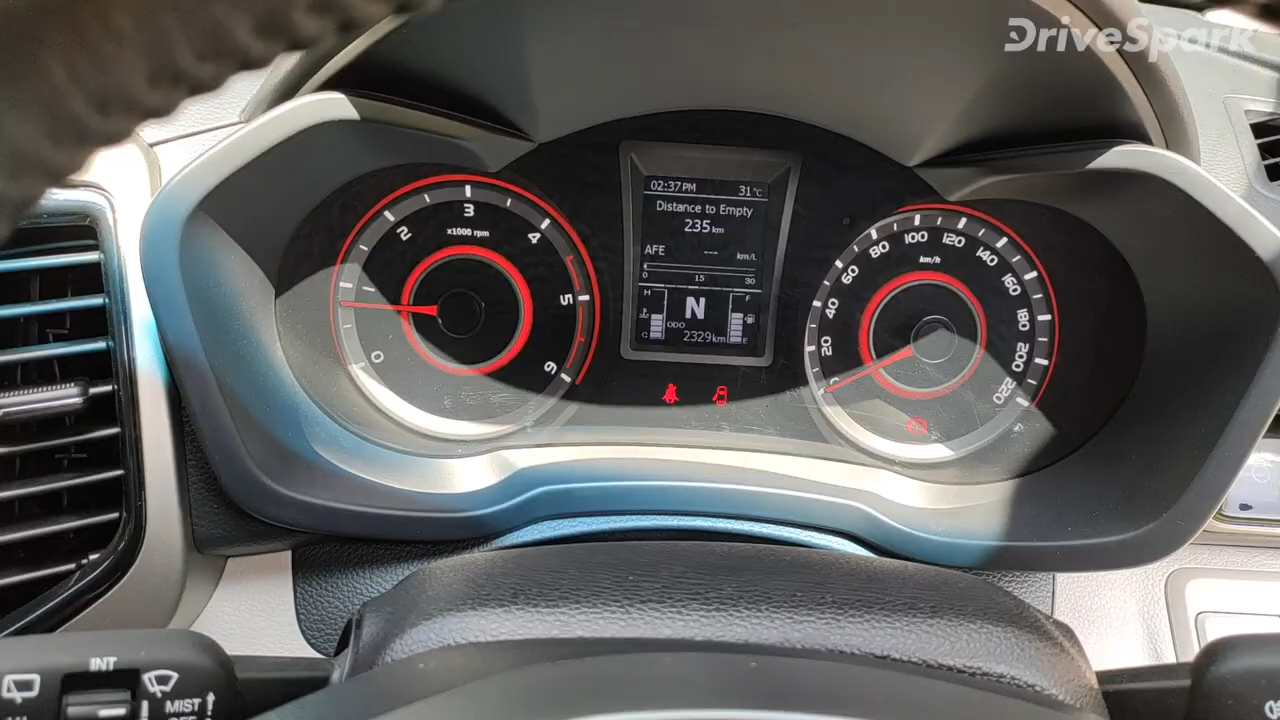 DriveSpark
02:37 PM 31°C
Distance to Empty
235 km
AFE --- km/L
0 15 30
H N F
C ODO 2329 km E
0 1 2 3 4 5 6
x1000 rpm
0 20 40 60 80 100 120 140 160 180 200 220
km/h
INT
MIST
OFF